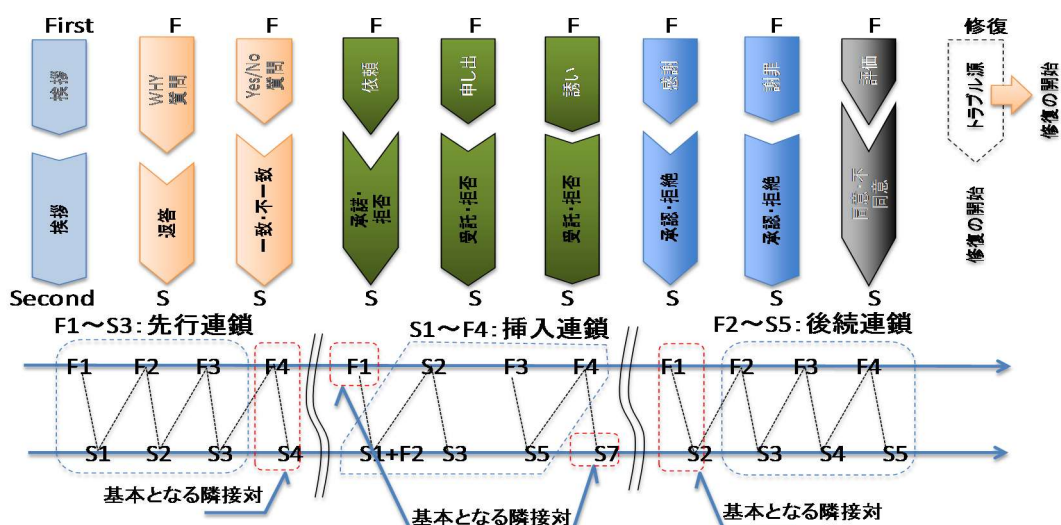 First F F F F F F F F 修復
挨拶
WHY
質問
Yes/No
質問
依頼
申し出
誘い
感謝
謝罪
評価
トラブル源
修復の開始
挨拶
返答
一致・不一致
承諾・
拒否
受託・拒否
受託・拒否
承認・拒絶
承認・拒絶
同意・不
同意
修復の開始
Second S S S S S S S S
F1～S3：先行連鎖
S1～F4：挿入連鎖
F2～S5：後続連鎖
F1 F2 F3 F4 F1 S2 F3 F4 F1 F2 F3 F4
S1 S2 S3 S4 S1+F2 S3 S5 S7 S2 S3 S4 S5
基本となる隣接対
基本となる隣接対
基本となる隣接対